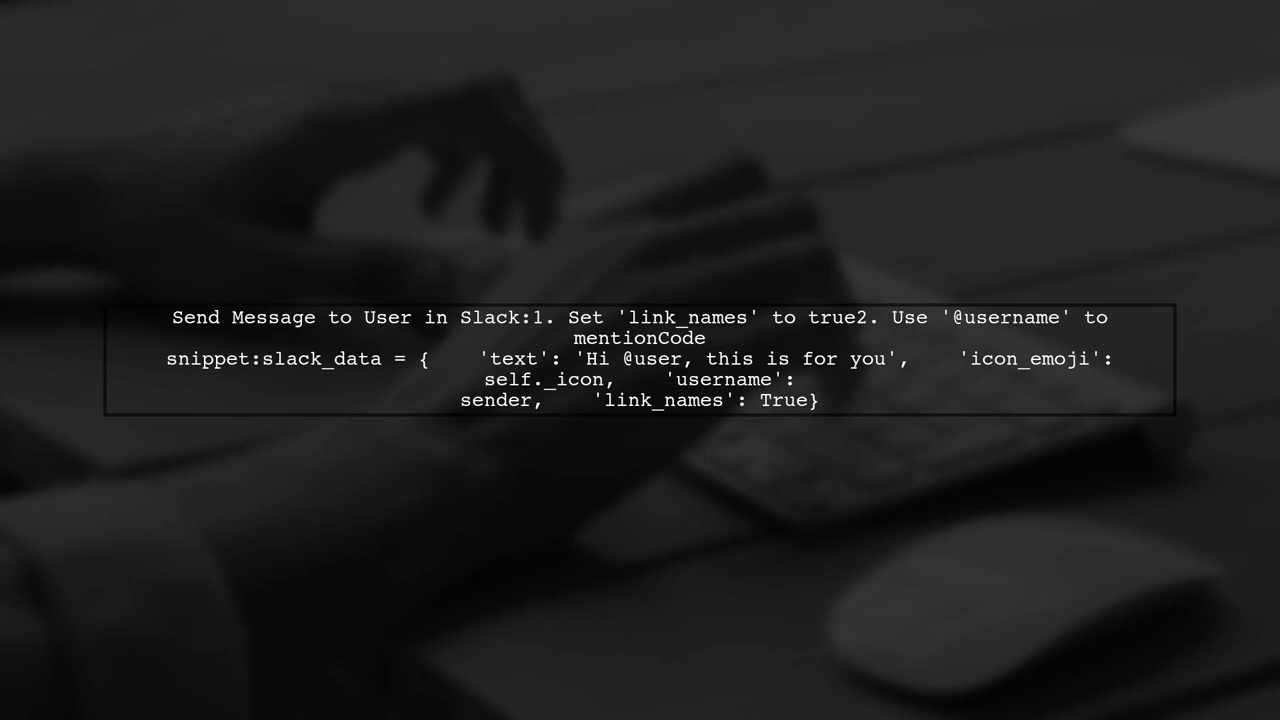 Send Message to User in Slack:1. Set 'link_names' to true2. Use '@username' to
mentionCode
snippet:slack_data = {    'text': 'Hi @user, this is for you',    'icon_emoji':
self._icon,    'username':
sender,    'link_names': True}